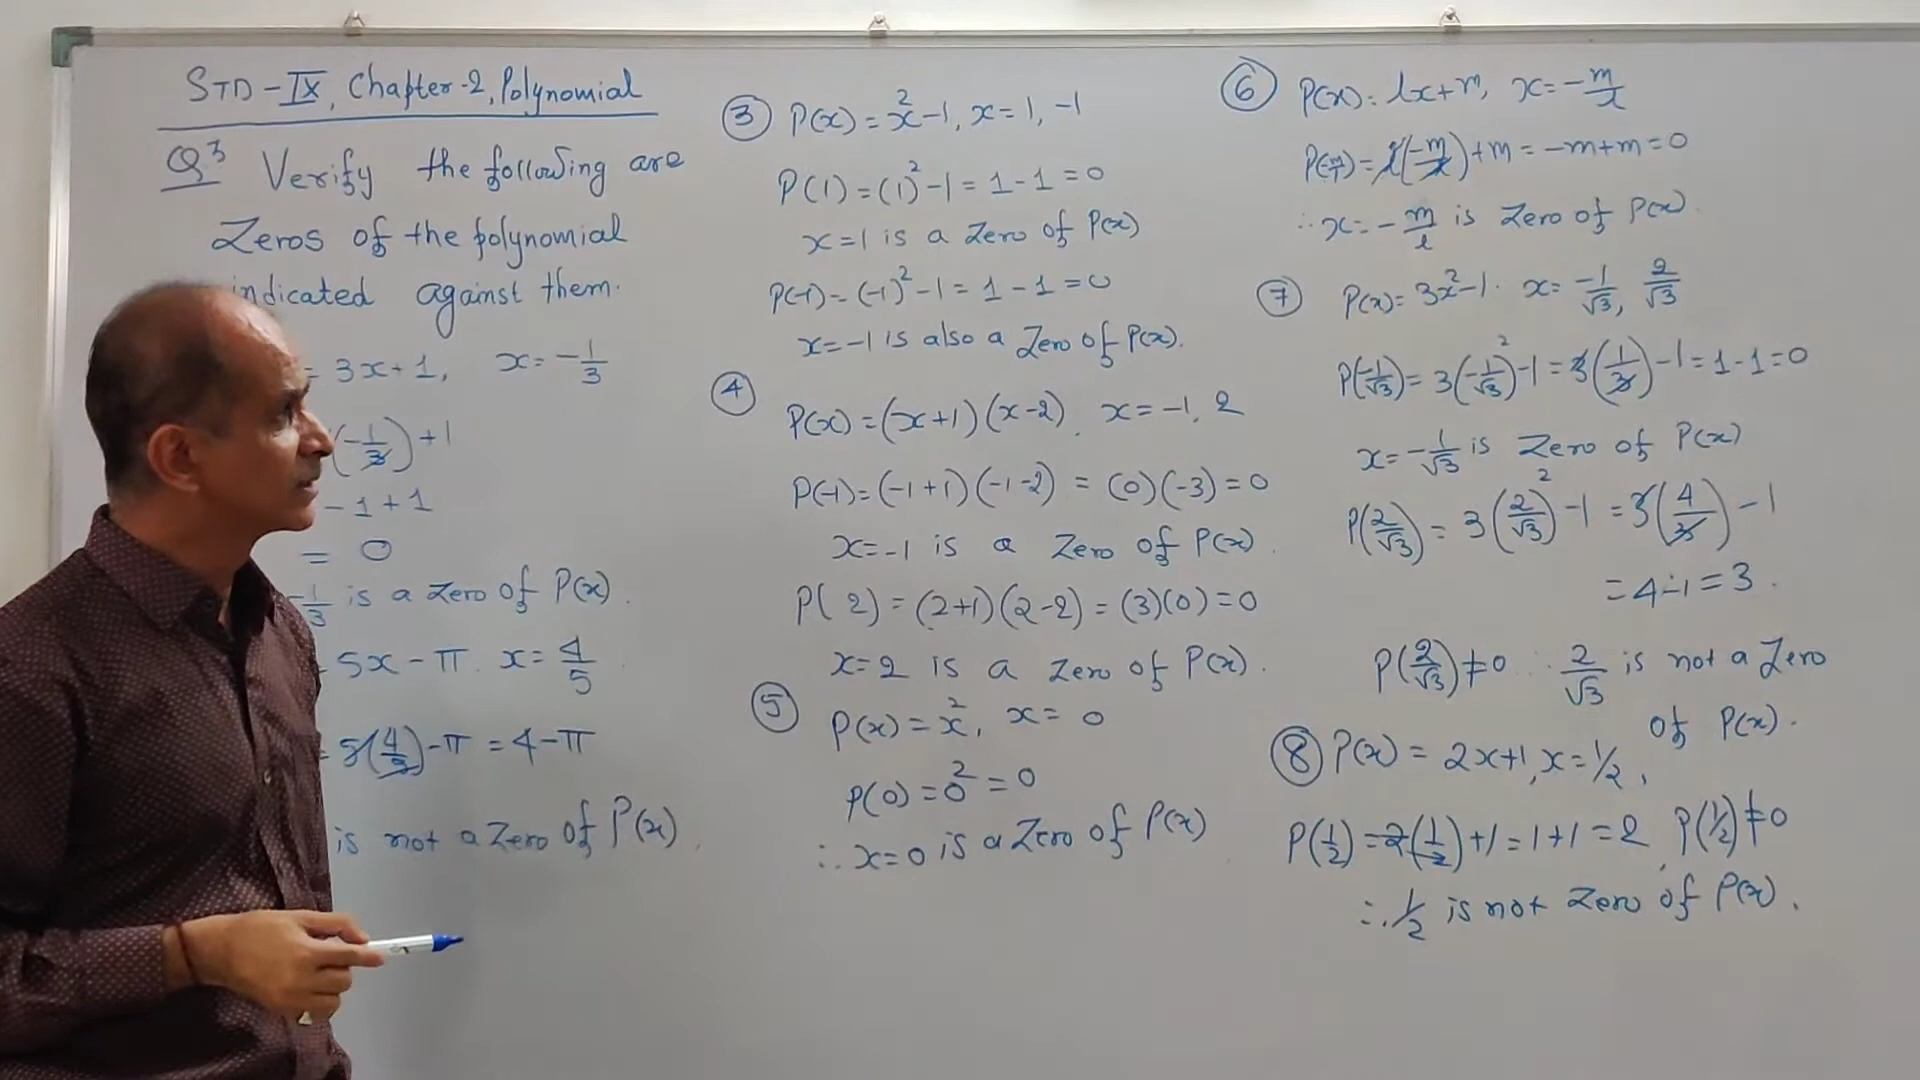 STD-IX, Chapter-2, Polynomial
Q3 Verify the following are
Zeros of the polynomial
indicated against them.
= 3x+1, x=-1/3
(-1/3)+1
-1+1
= 0
-1/3 is a Zero of P(x).
5x-π. x=4/5
= 5(4/5)-π = 4-π
is not a Zero of P(x).
③ P(x) = x²-1, x=1, -1
P(1) = (1)²-1 = 1-1 = 0
x=1 is a Zero of P(x)
P(-1) = (-1)²-1 = 1-1 = 0
x=-1 is also a Zero of P(x).
④ P(x) = (x+1)(x-2), x=-1, 2
P(-1) = (-1+1)(-1-2) = (0)(-3) = 0
x=-1 is a Zero of P(x).
P(2) = (2+1)(2-2) = (3)(0) = 0
x=2 is a Zero of P(x).
⑤ P(x) = x², x=0
P(0) = 0² = 0
∴ x=0 is a Zero of P(x)
⑥ P(x) = lx+m, x=-m/l
P(-m/l) = l(-m/l)+m = -m+m = 0
∴ x=-m/l is Zero of P(x).
⑦ P(x) = 3x²-1. x=-1/√3, 2/√3
P(-1/√3) = 3(-1/√3)²-1 = 3(1/3)-1 = 1-1 = 0
x=-1/√3 is Zero of P(x)
P(2/√3) = 3(2/√3)²-1 = 3(4/3)-1
= 4-1 = 3.
P(2/√3) ≠ 0 ∴ 2/√3 is not a Zero
of P(x).
⑧ P(x) = 2x+1, x=1/2,
P(1/2) = 2(1/2)+1 = 1+1 = 2, P(1/2) ≠ 0
∴ 1/2 is not Zero of P(x).